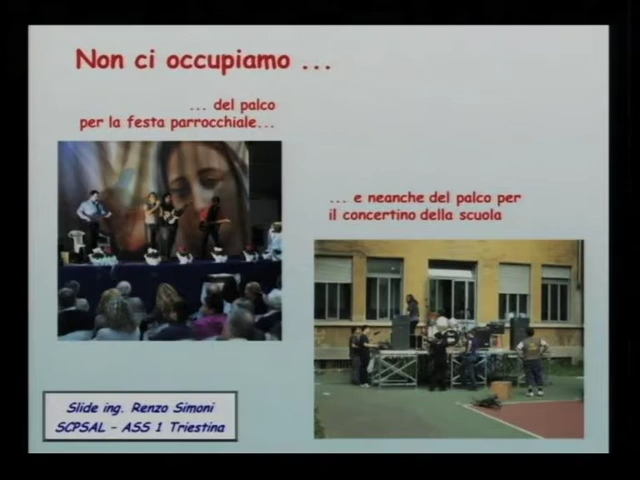 Non ci occupiamo ...
... del palco
per la festa parrocchiale...
... e neanche del palco per
il concertino della scuola
Slide ing. Renzo Simoni
SCPSAL - ASS 1 Triestina